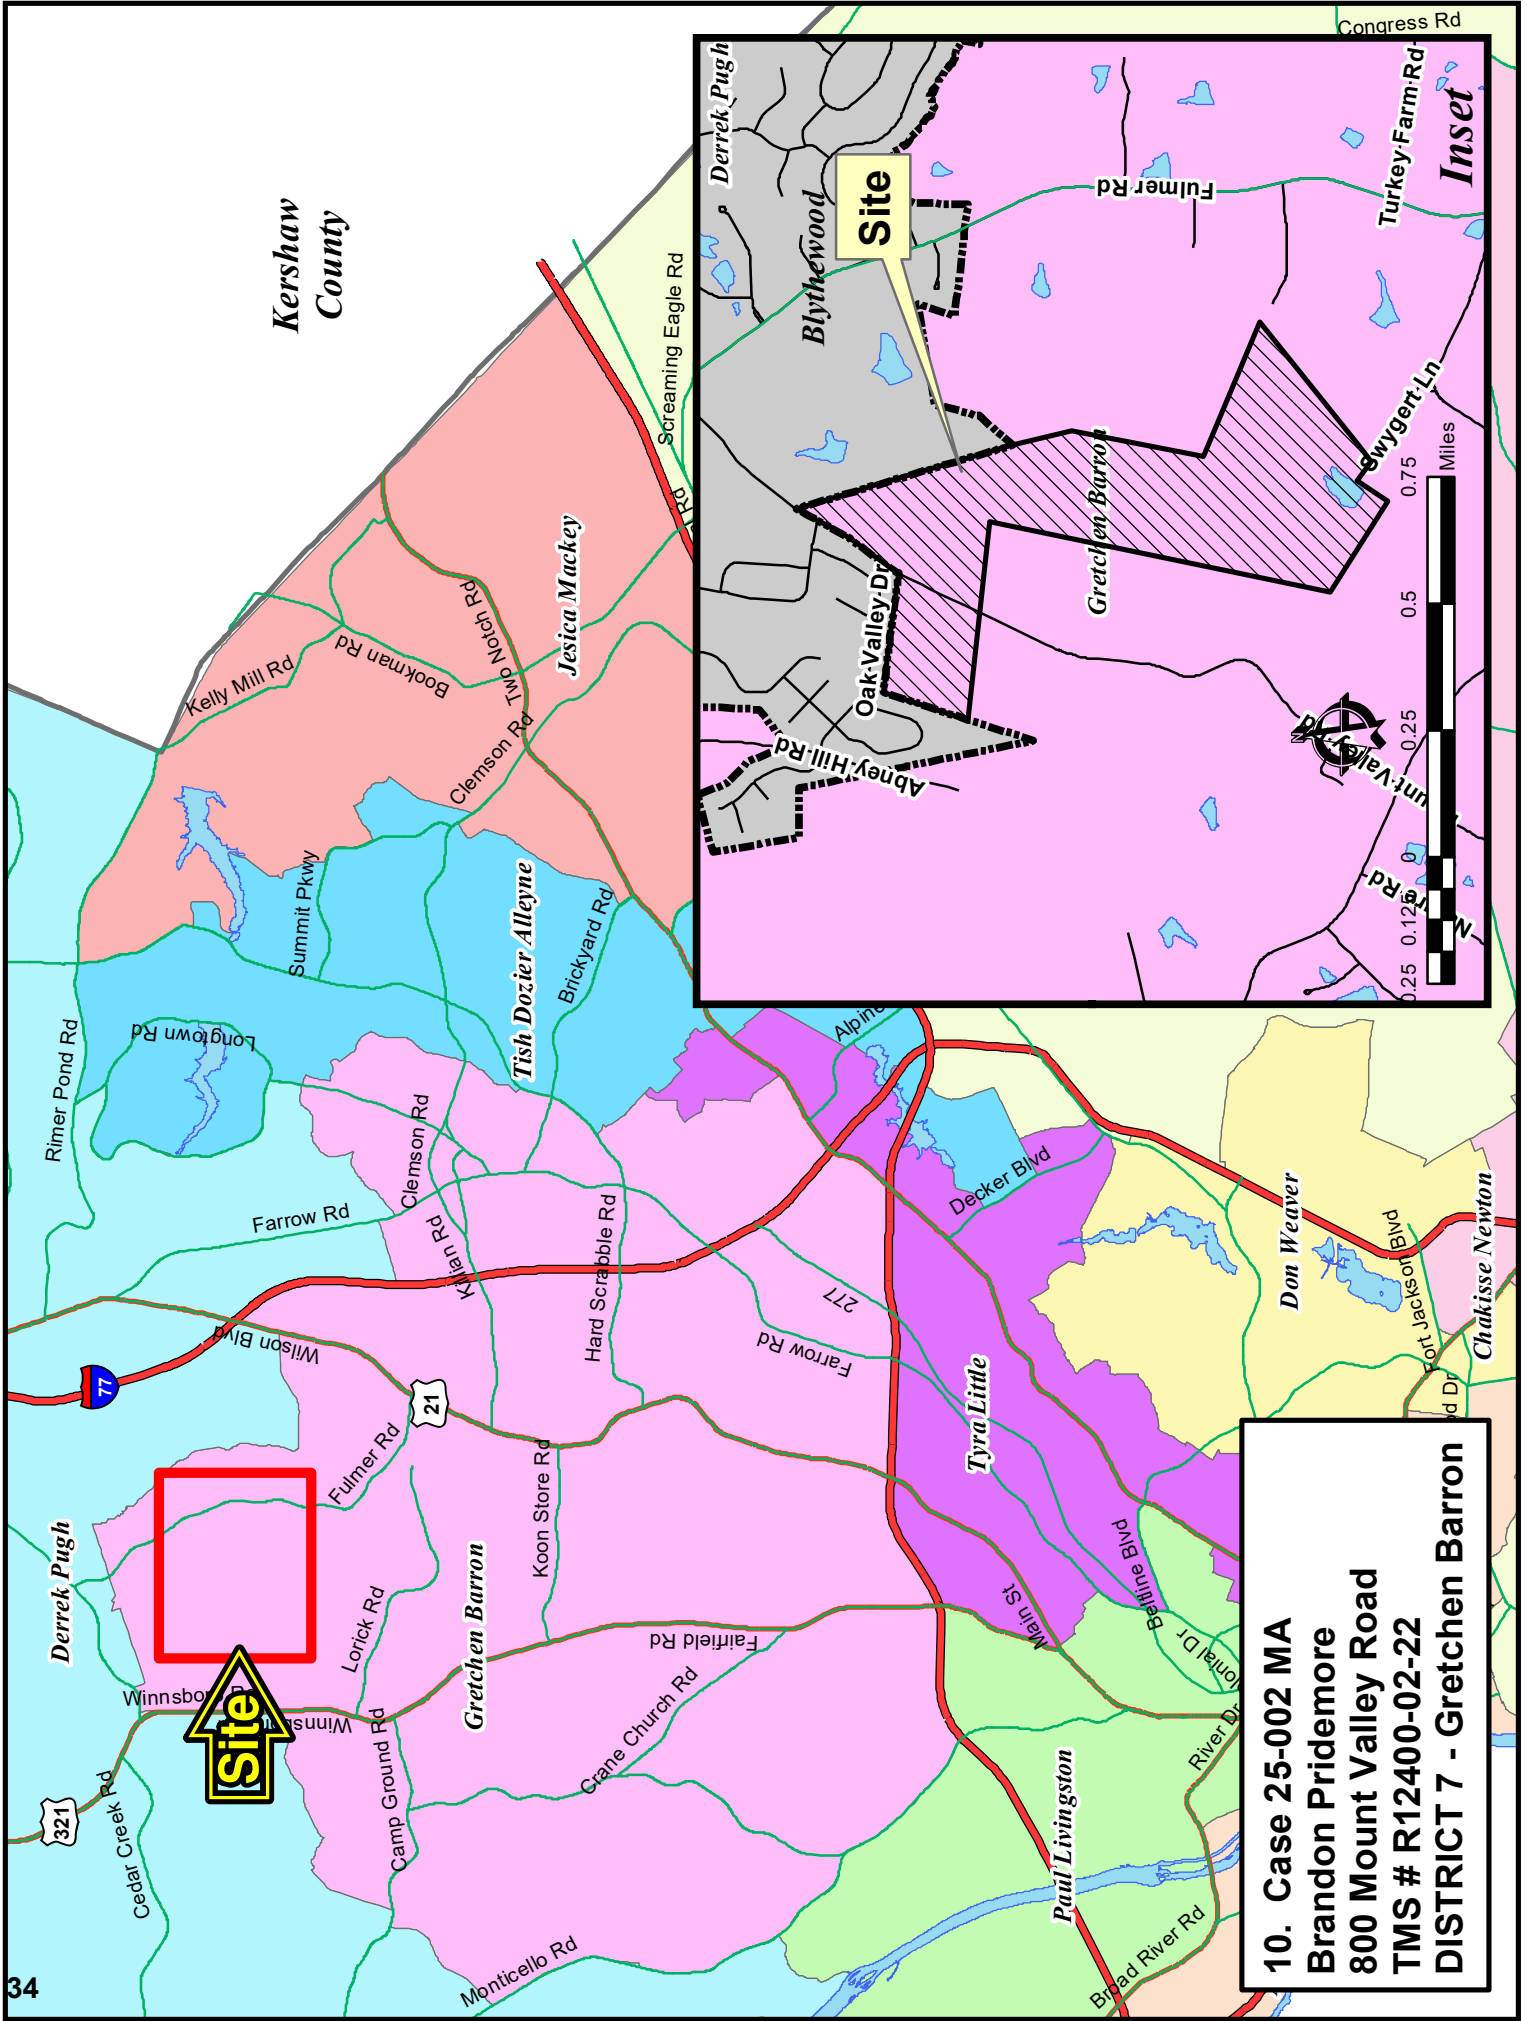 34
Kershaw
County
Derrek Pugh
Jesica Mackey
Tish Dozier Alleyne
Gretchen Barron
Tyra Little
Don Weaver
Chakisse Newton
Paul Livingston
Site
321
77
21
277
Cedar Creek Rd
Camp Ground Rd
Lorick Rd
Fulmer Rd
Wilson Blvd
Koon Store Rd
Crane Church Rd
Monticello Rd
Fairfield Rd
Broad River Rd
River Dr
Main St
Beltline Blvd
Farrow Rd
Farrow Rd
Rimer Pond Rd
Longtown Rd
Clemson Rd
Clemson Rd
Killian Rd
Hard Scrabble Rd
Summit Pkwy
Brickyard Rd
Kelly Mill Rd
Bookman Rd
Two Notch Rd
Screaming Eagle Rd
Decker Blvd
Fort Jackson Blvd
Congress Rd
Derrek Pugh
Blythewood
Site
Fulmer Rd
Turkey Farm Rd
Inset
Oak Valley Dr
Abney Hill Rd
Gretchen Barron
Swygert Ln
N
0.25
0
0.25
0.5
0.75
Miles
10. Case 25-002 MA
Brandon Pridemore
800 Mount Valley Road
TMS # R12400-02-22
DISTRICT 7 - Gretchen Barron